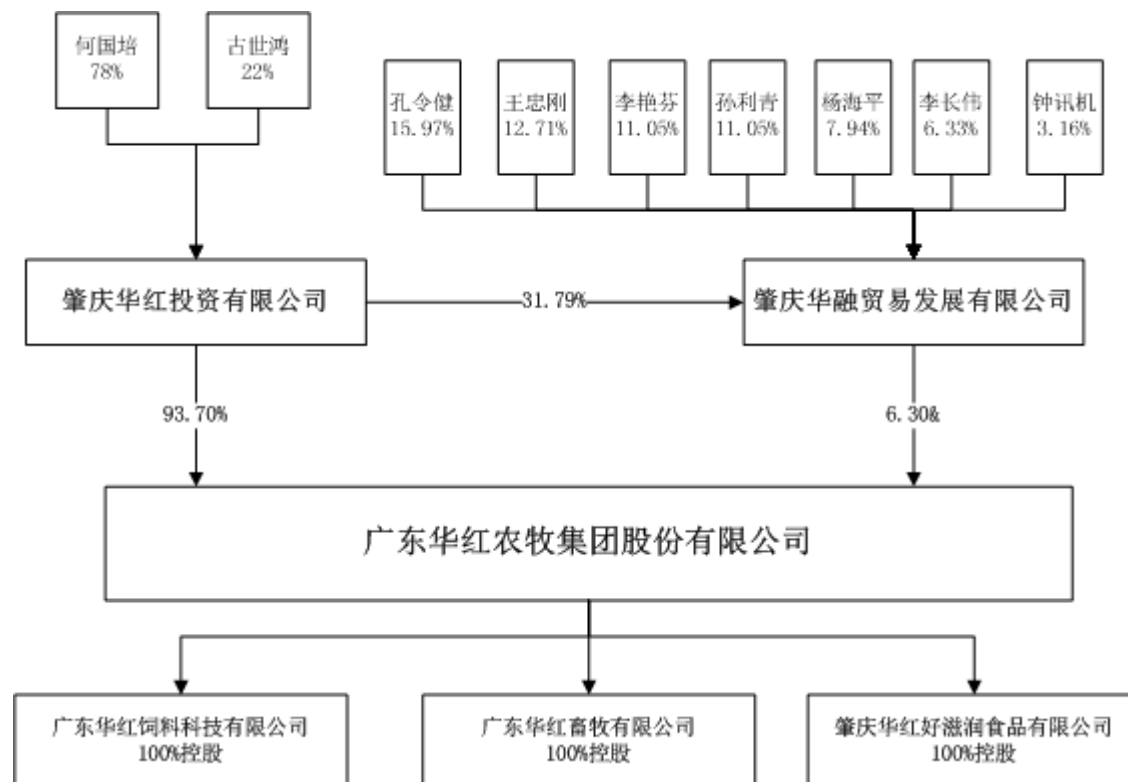 何国培
78%
古世鸿
22%
孔令健
15.97%
王忠刚
12.71%
李艳芬
11.05%
孙利青
11.05%
杨海平
7.94%
李长伟
6.33%
钟讯机
3.16%
肇庆华红投资有限公司
31.79%
肇庆华融贸易发展有限公司
93.70%
6.30&
广东华红农牧集团股份有限公司
广东华红饲料科技有限公司
100%控股
广东华红畜牧有限公司
100%控股
肇庆华红好滋润食品有限公司
100%控股